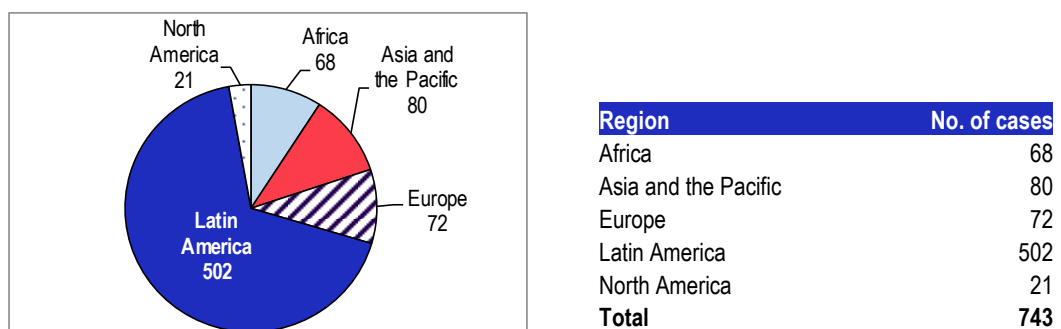 North
America
21
Africa
68
Asia and
the Pacific
80
Europe
72
Latin
America
502
Region No. of cases
Africa 68
Asia and the Pacific 80
Europe 72
Latin America 502
North America 21
Total 743